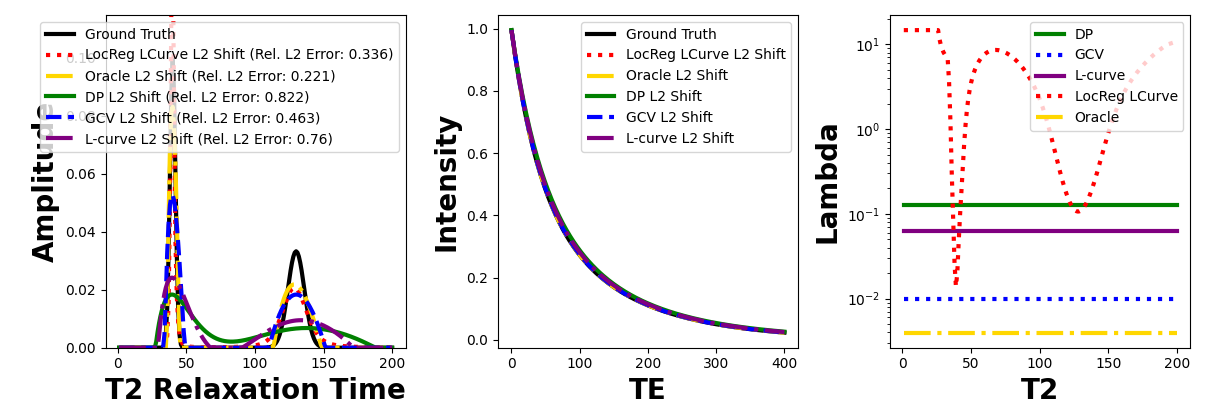 Ground Truth
LocReg LCurve L2 Shift (Rel. L2 Error: 0.336)
Oracle L2 Shift (Rel. L2 Error: 0.221)
DP L2 Shift (Rel. L2 Error: 0.822)
GCV L2 Shift (Rel. L2 Error: 0.463)
L-curve L2 Shift (Rel. L2 Error: 0.76)
Amplitude
0.10
0.08
0.06
0.04
0.02
0.00
0 50 100 150 200
T2 Relaxation Time
Ground Truth
LocReg LCurve L2 Shift
Oracle L2 Shift
DP L2 Shift
GCV L2 Shift
L-curve L2 Shift
Intensity
1.0
0.8
0.6
0.4
0.2
0.0
0 100 200 300 400
TE
DP
GCV
L-curve
LocReg LCurve
Oracle
Lambda
10¹
10⁰
10⁻¹
10⁻²
0 50 100 150 200
T2